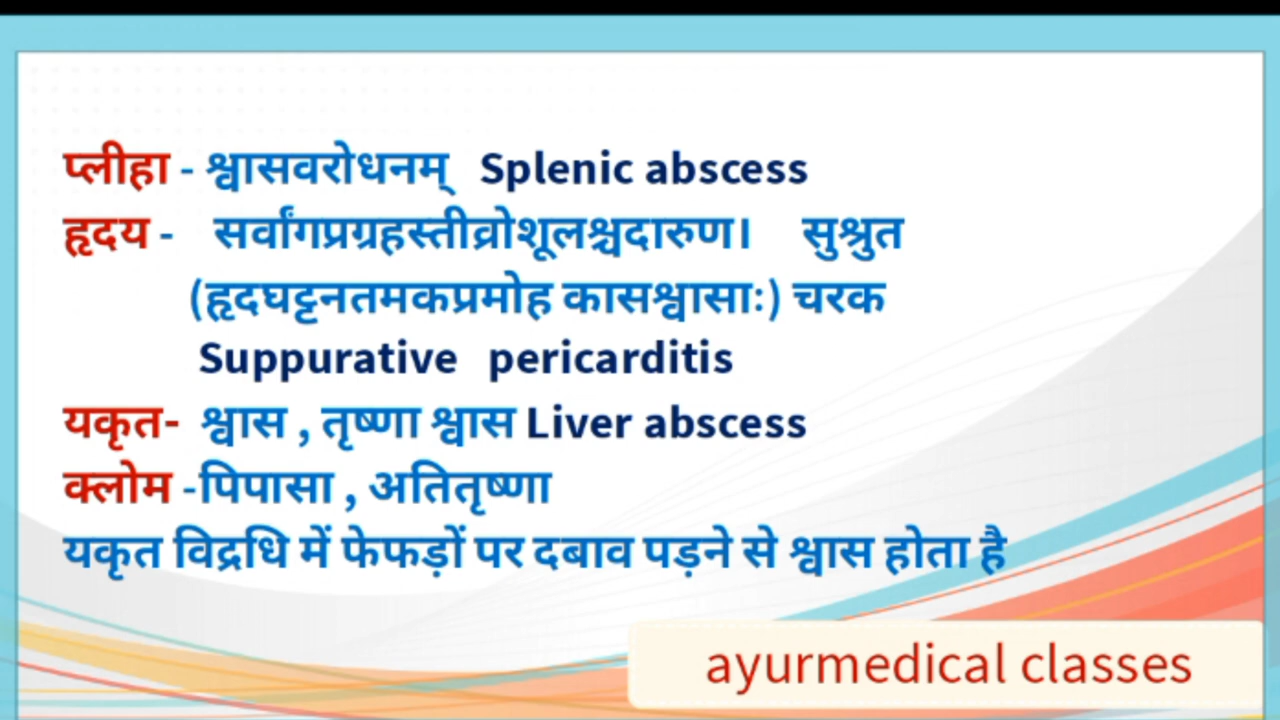 प्लीहा - श्वासवरोधनम् Splenic abscess
हृदय - सर्वांगप्रग्रहस्तीव्रोशूलश्चदारुण। सुश्रुत
(हृदघट्टनतमकप्रमोह कासश्वासाः) चरक
Suppurative pericarditis
यकृत- श्वास , तृष्णा श्वास Liver abscess
क्लोम -पिपासा , अतितृष्णा
यकृत विद्रधि में फेफड़ों पर दबाव पड़ने से श्वास होता है
ayurmedical classes